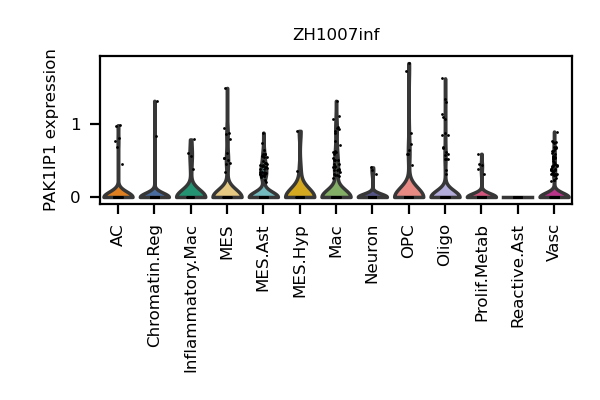 ZH1007inf
PAK1IP1 expression
1
0
AC
Chromatin.Reg
Inflammatory.Mac
MES
MES.Ast
MES.Hyp
Mac
Neuron
OPC
Oligo
Prolif.Metab
Reactive.Ast
Vasc